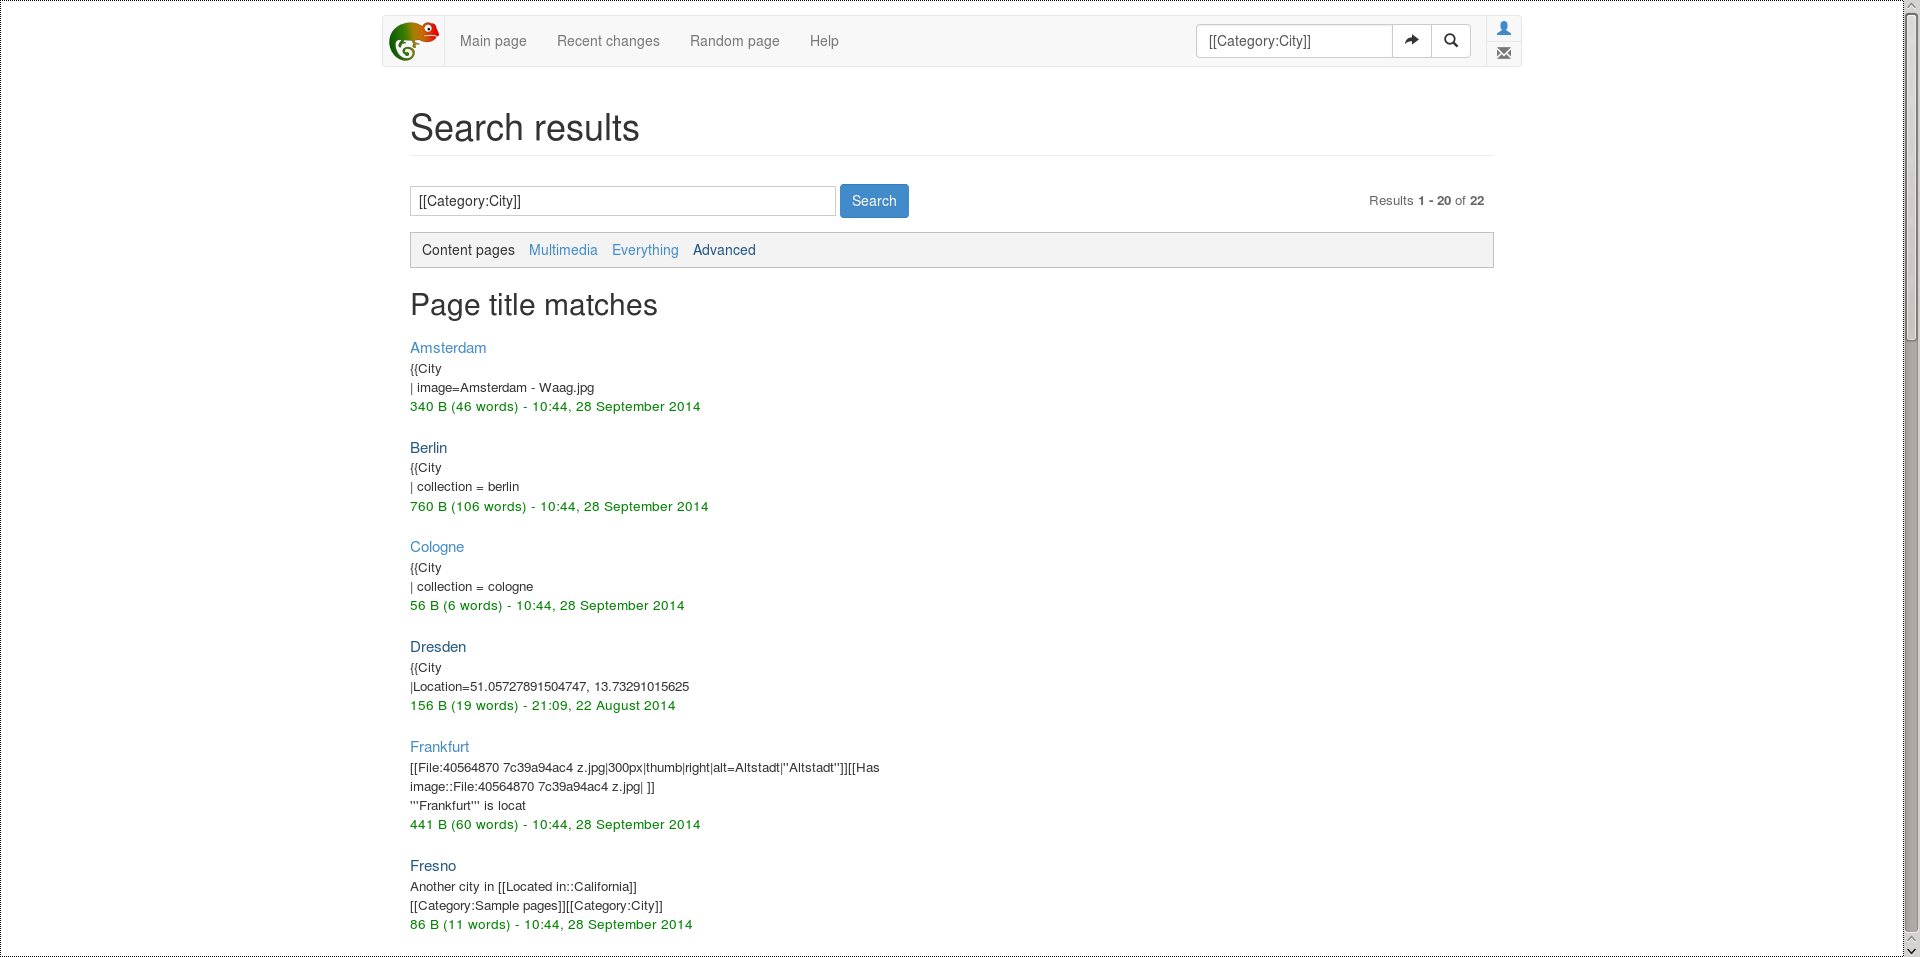 Main page Recent changes Random page Help [[Category:City]]
Search results
[[Category:City]] Search Results 1 - 20 of 22
Content pages Multimedia Everything Advanced
Page title matches
Amsterdam
{{City
| image=Amsterdam - Waag.jpg
340 B (46 words) - 10:44, 28 September 2014
Berlin
{{City
| collection = berlin
760 B (106 words) - 10:44, 28 September 2014
Cologne
{{City
| collection = cologne
56 B (6 words) - 10:44, 28 September 2014
Dresden
{{City
|Location=51.05727891504747, 13.73291015625
156 B (19 words) - 21:09, 22 August 2014
Frankfurt
[[File:40564870 7c39a94ac4 z.jpg|300px|thumb|right|alt=Altstadt|''Altstadt'']][[Has
image::File:40564870 7c39a94ac4 z.jpg| ]]
'''Frankfurt''' is locat
441 B (60 words) - 10:44, 28 September 2014
Fresno
Another city in [[Located in::California]]
[[Category:Sample pages]][[Category:City]]
86 B (11 words) - 10:44, 28 September 2014